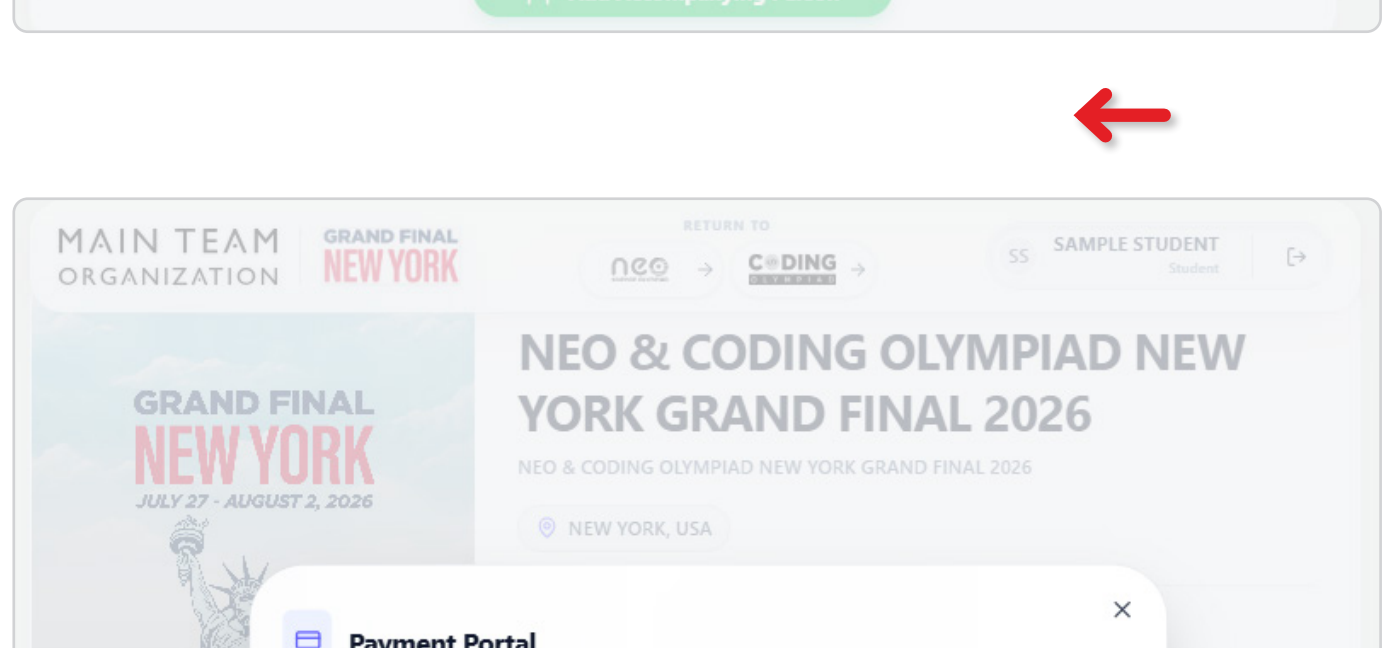 MAIN TEAM
ORGANIZATION
GRAND FINAL
NEW YORK
RETURN TO
neo
CODING
OLYMPIAD
SS
SAMPLE STUDENT
Student
GRAND FINAL
NEW YORK
JULY 27 - AUGUST 2, 2026
NEO & CODING OLYMPIAD NEW
YORK GRAND FINAL 2026
NEO & CODING OLYMPIAD NEW YORK GRAND FINAL 2026
NEW YORK, USA
Payment Portal